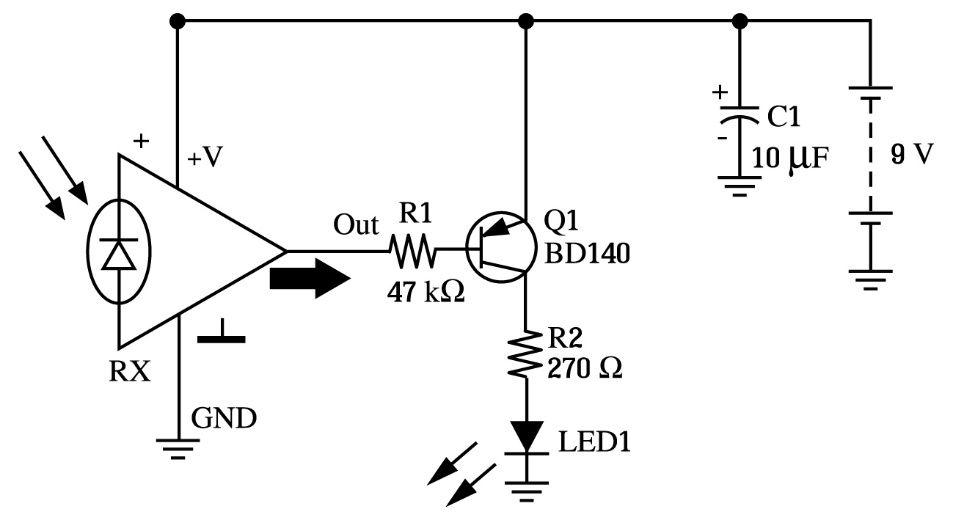 +
+V
Out
R1
47 kΩ
RX
GND
Q1
BD140
R2
270 Ω
LED1
+
-
C1
10 µF
9 V